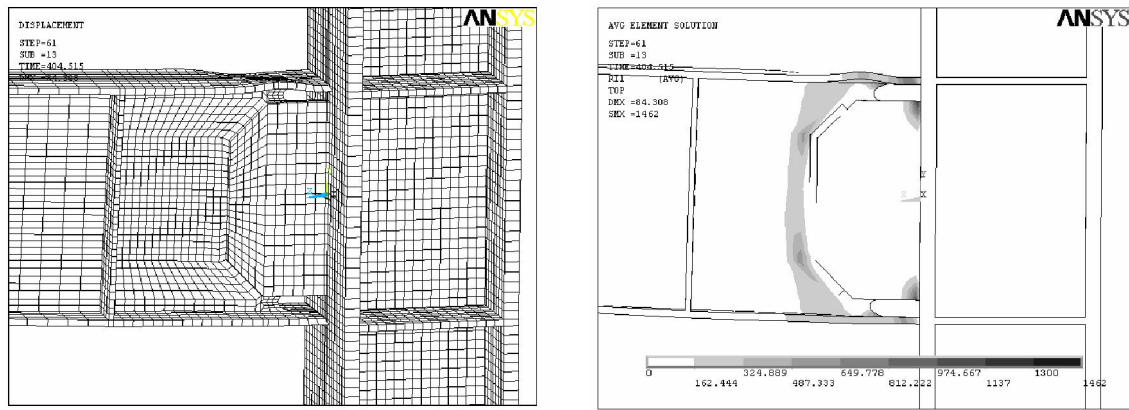 ANSYS
DISPLACEMENT
STEP=61
SUB =13
TIME=404.515
Z
ANSYS
AVG ELEMENT SOLUTION
STEP=61
SUB =13
TIME=404.515
(AVG)
TOP
DMX =84.308
SMX =1462
Y
Z X
0 324.889 649.778 974.667 1300
162.444 487.333 812.222 1137 1462